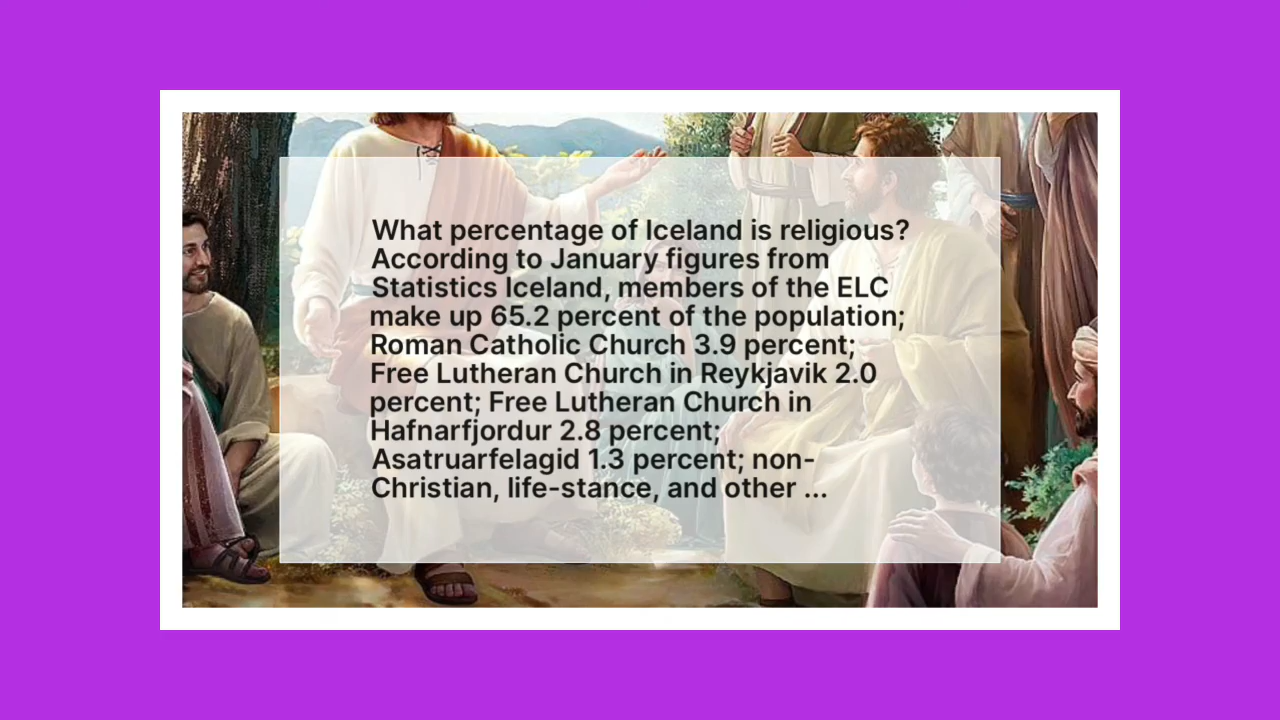 What percentage of Iceland is religious?
According to January figures from
Statistics Iceland, members of the ELC
make up 65.2 percent of the population;
Roman Catholic Church 3.9 percent;
Free Lutheran Church in Reykjavik 2.0
percent; Free Lutheran Church in
Hafnarfjordur 2.8 percent;
Asatruarfelagid 1.3 percent; non-
Christian, life-stance, and other ...